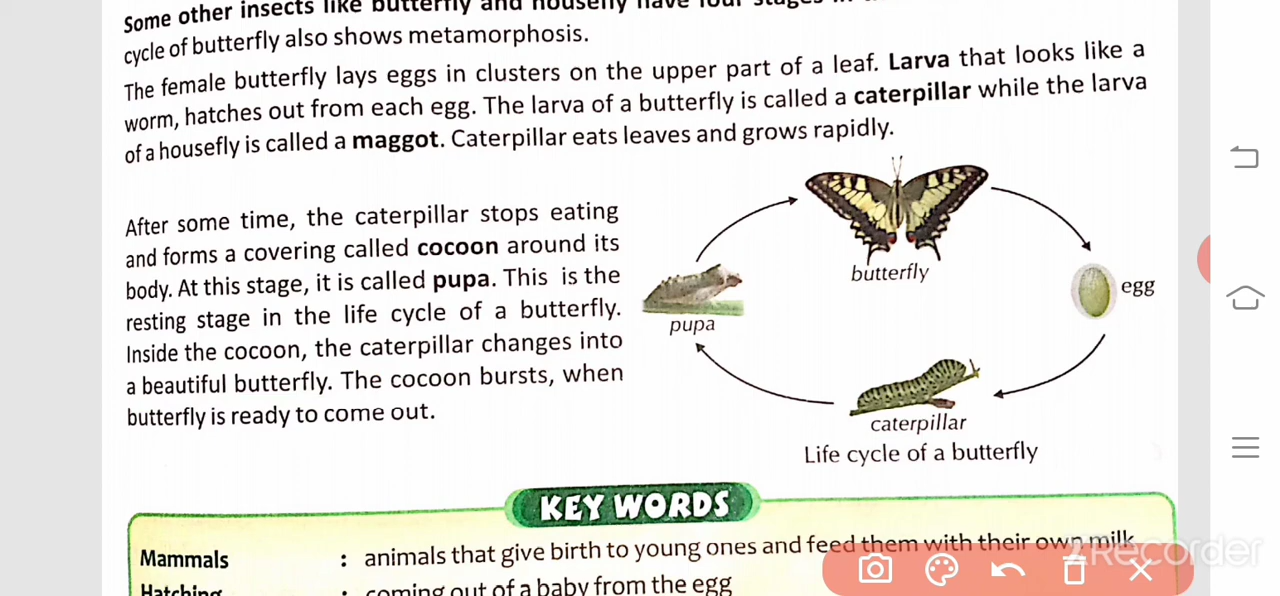 Some other insects like butterfly and housefly have four stages in
cycle of butterfly also shows metamorphosis.
The female butterfly lays eggs in clusters on the upper part of a leaf. Larva that looks like a
worm, hatches out from each egg. The larva of a butterfly is called a caterpillar while the larva
of a housefly is called a maggot. Caterpillar eats leaves and grows rapidly.
After some time, the caterpillar stops eating
and forms a covering called cocoon around its
body. At this stage, it is called pupa. This is the
resting stage in the life cycle of a butterfly.
Inside the cocoon, the caterpillar changes into
a beautiful butterfly. The cocoon bursts, when
butterfly is ready to come out.
butterfly
egg
pupa
caterpillar
Life cycle of a butterfly
KEY WORDS
Mammals : animals that give birth to young ones and feed them with their own milk
Hatching : coming out of a baby from the egg
Recorder